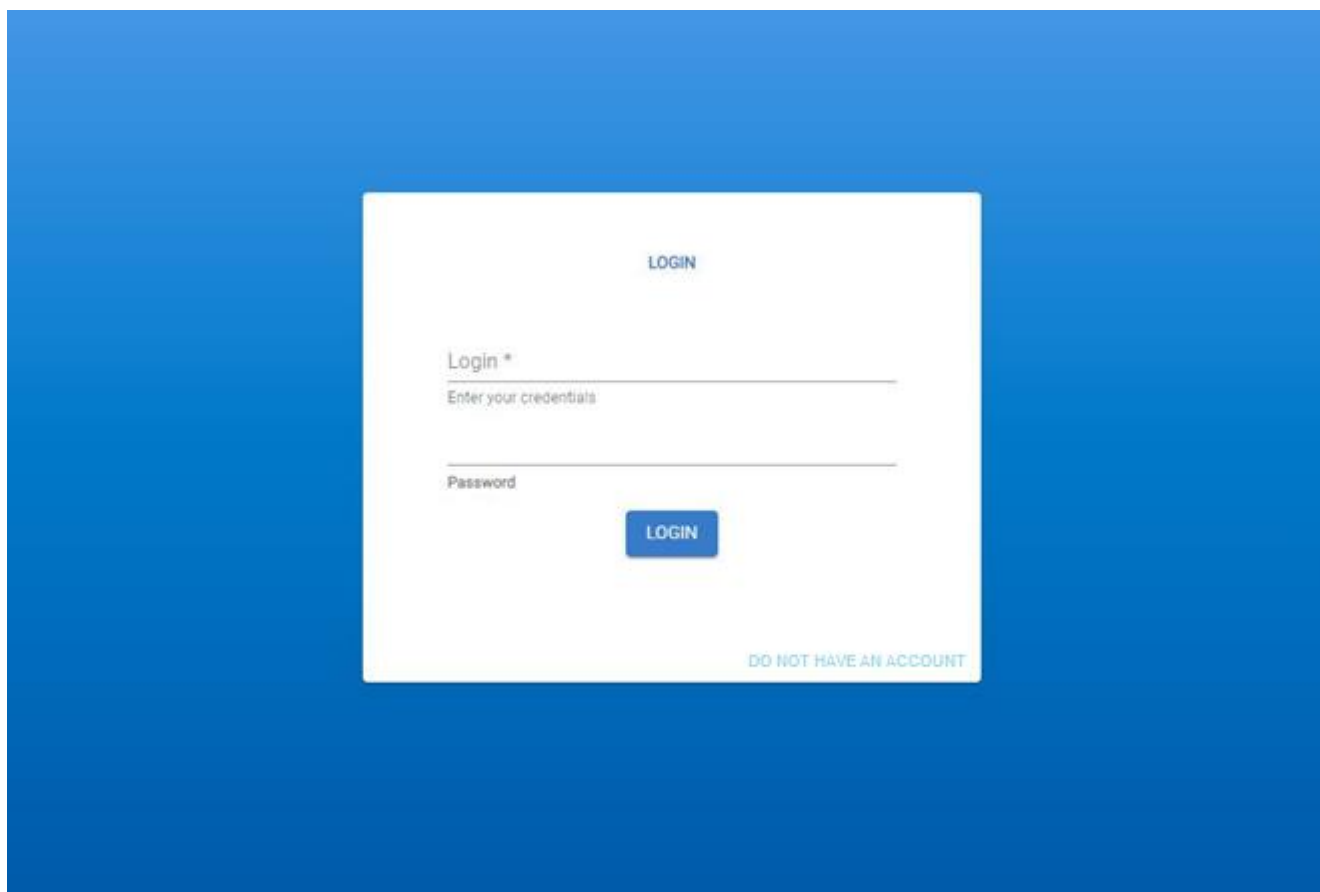 LOGIN
Login *
Enter your credentials
Password
LOGIN
DO NOT HAVE AN ACCOUNT